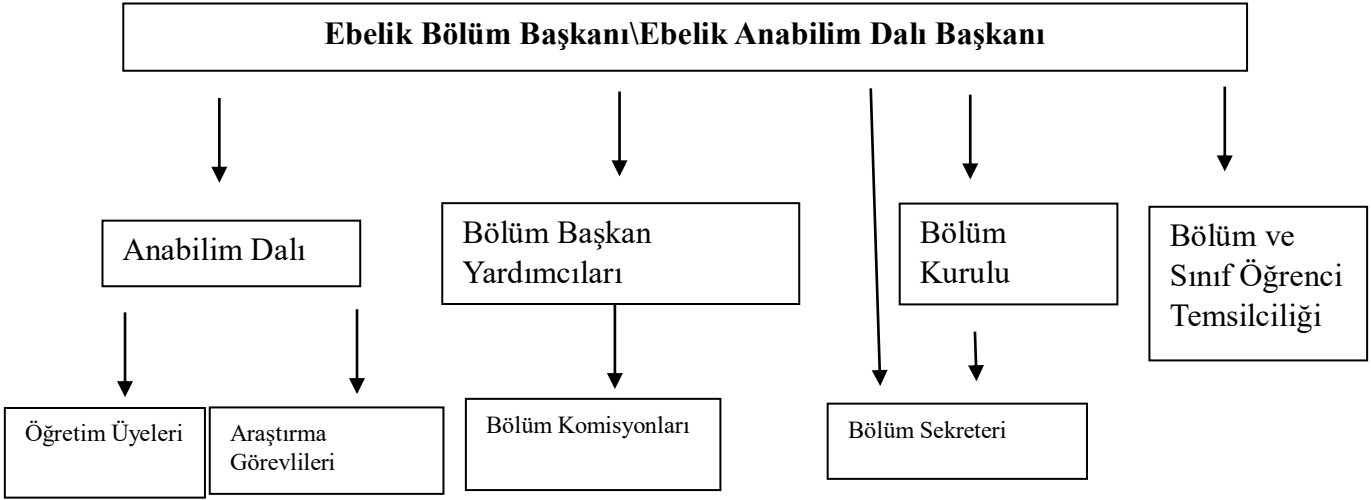 Ebelik Bölüm Başkanı\Ebelik Anabilim Dalı Başkanı
Anabilim Dalı
Bölüm Başkan
Yardımcıları
Bölüm
Kurulu
Bölüm ve
Sınıf Öğrenci
Temsilciliği
Öğretim Üyeleri
Araştırma
Görevlileri
Bölüm Komisyonları
Bölüm Sekreteri